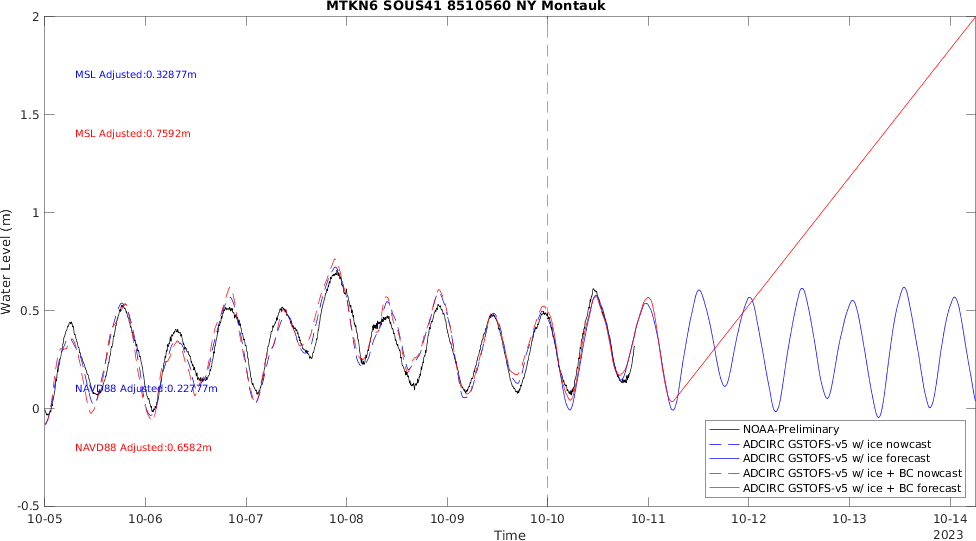 MTKN6 SOUS41 8510560 NY Montauk
2
1.5
1
0.5
0
-0.5
Water Level (m)
MSL Adjusted:0.32877m
MSL Adjusted:0.7592m
NAVD88 Adjusted:0.22777m
NAVD88 Adjusted:0.6582m
NOAA-Preliminary
ADCIRC GSTOFS-v5 w/ ice nowcast
ADCIRC GSTOFS-v5 w/ ice forecast
ADCIRC GSTOFS-v5 w/ ice + BC nowcast
ADCIRC GSTOFS-v5 w/ ice + BC forecast
10-05 10-06 10-07 10-08 10-09 10-10 10-11 10-12 10-13 10-14
Time
2023